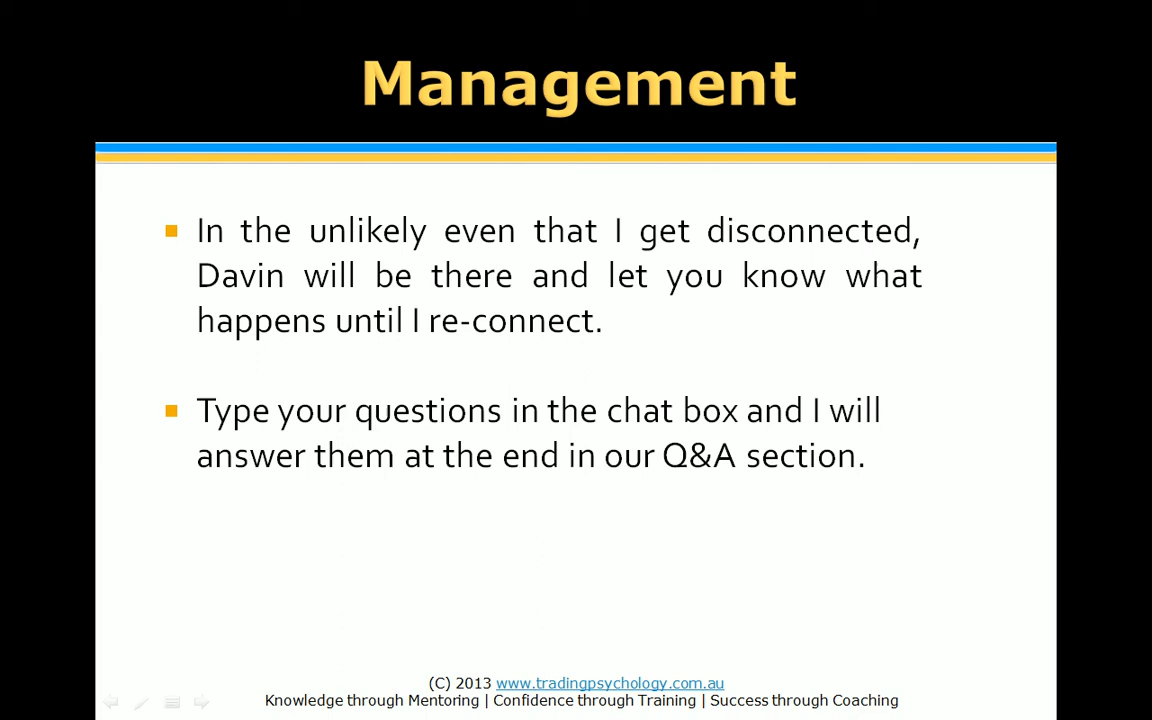 Management
In the unlikely even that I get disconnected,
Davin will be there and let you know what
happens until I re-connect.
Type your questions in the chat box and I will
answer them at the end in our Q&A section.
(C) 2013 www.tradingpsychology.com.au
Knowledge through Mentoring | Confidence through Training | Success through Coaching